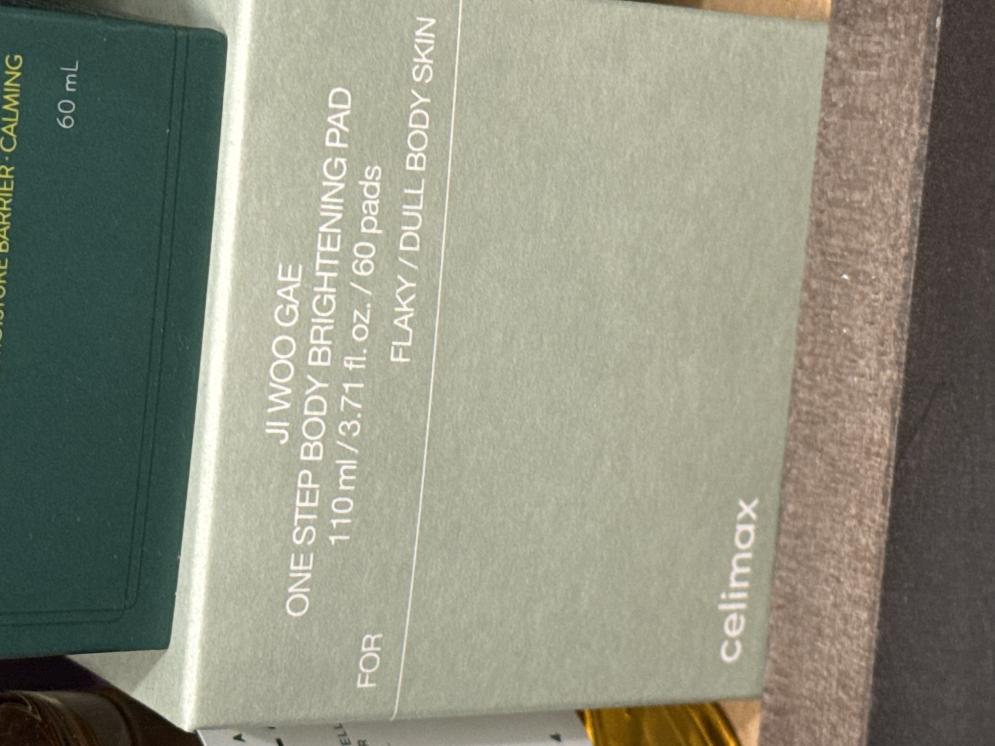 JI WOO GAE
ONE STEP BODY BRIGHTENING PAD
110 ml / 3.71 fl. oz. / 60 pads
FOR FLAKY / DULL BODY SKIN
celimax
BARRIER · CALMING
60 mL